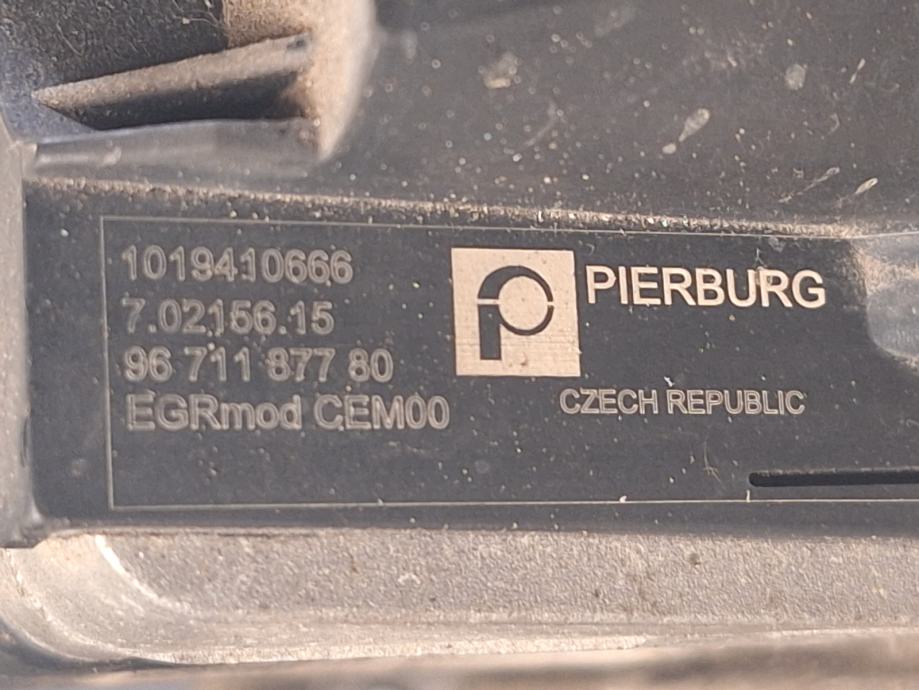 1019410666
7.02156.15
96 711 877 80
EGRmod CEM00
PIERBURG
CZECH REPUBLIC